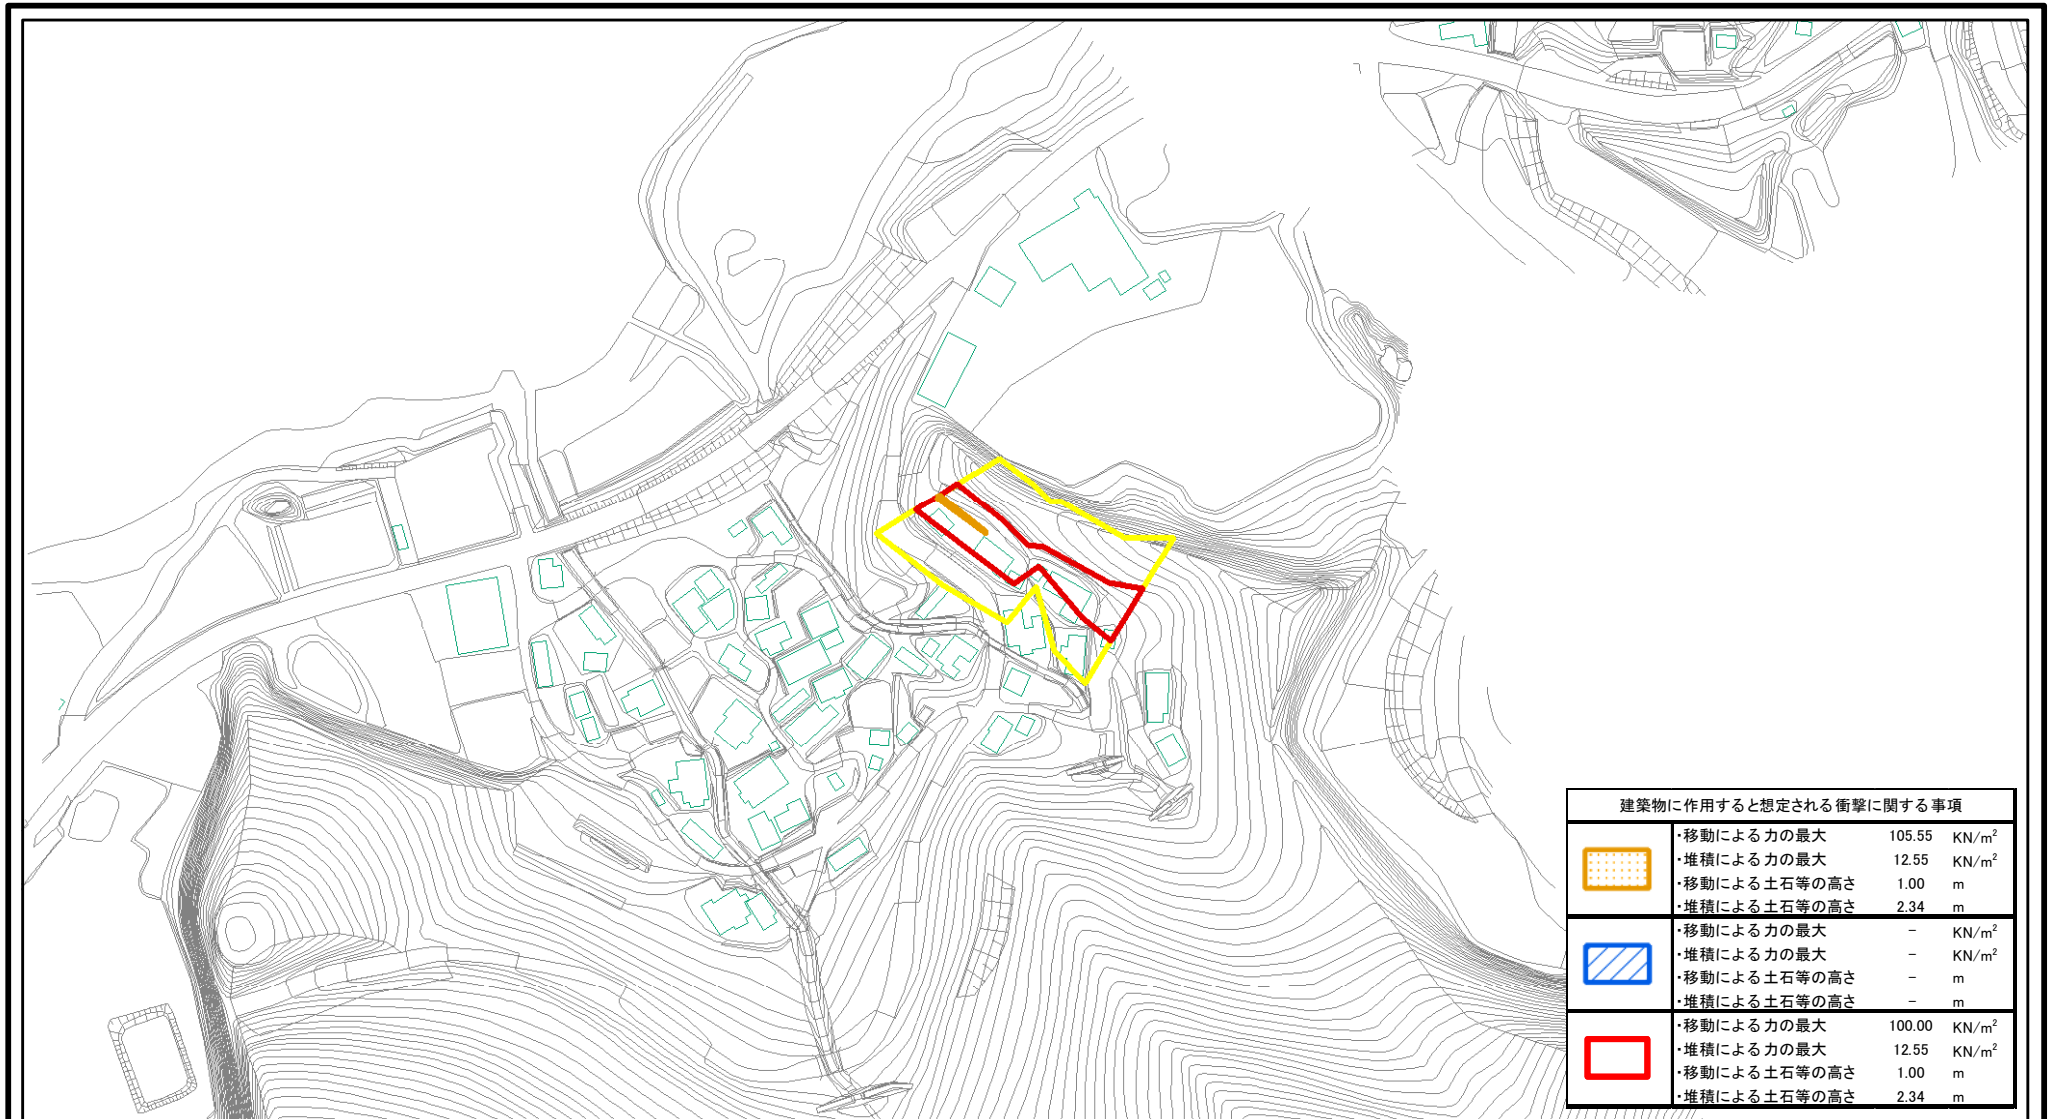 建築物に作用すると想定される衝撃に関する事項
・移動による力の最大 105.55 KN/m²
・堆積による力の最大 12.55 KN/m²
・移動による土石等の高さ 1.00 m
・堆積による土石等の高さ 2.34 m
・移動による力の最大 - KN/m²
・堆積による力の最大 - KN/m²
・移動による土石等の高さ - m
・堆積による土石等の高さ - m
・移動による力の最大 100.00 KN/m²
・堆積による力の最大 12.55 KN/m²
・移動による土石等の高さ 1.00 m
・堆積による土石等の高さ 2.34 m